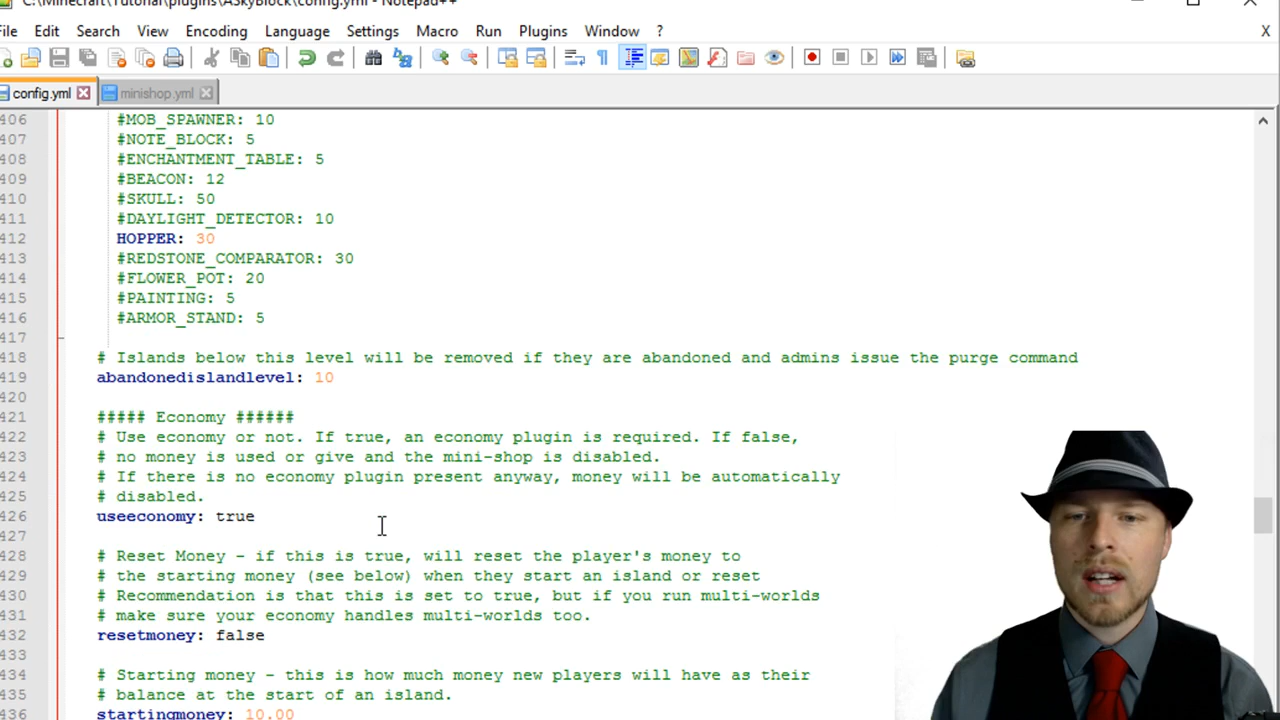 C:\Minecraft\Tutorial\plugins\ASkyBlock\config.yml - Notepad++
File Edit Search View Encoding Language Settings Macro Run Plugins Window ? X
config.yml minishop.yml
406 #MOB_SPAWNER: 10
407 #NOTE_BLOCK: 5
408 #ENCHANTMENT_TABLE: 5
409 #BEACON: 12
410 #SKULL: 50
411 #DAYLIGHT_DETECTOR: 10
412 HOPPER: 30
413 #REDSTONE_COMPARATOR: 30
414 #FLOWER_POT: 20
415 #PAINTING: 5
416 #ARMOR_STAND: 5
417
418 # Islands below this level will be removed if they are abandoned and admins issue the purge command
419 abandonedislandlevel: 10
420
421 ##### Economy ######
422 # Use economy or not. If true, an economy plugin is required. If false,
423 # no money is used or give and the mini-shop is disabled.
424 # If there is no economy plugin present anyway, money will be automatically
425 # disabled.
426 useeconomy: true
427
428 # Reset Money - if this is true, will reset the player's money to
429 # the starting money (see below) when they start an island or reset
430 # Recommendation is that this is set to true, but if you run multi-worlds
431 # make sure your economy handles multi-worlds too.
432 resetmoney: false
433
434 # Starting money - this is how much money new players will have as their
435 # balance at the start of an island.
436 startingmoney: 10.00